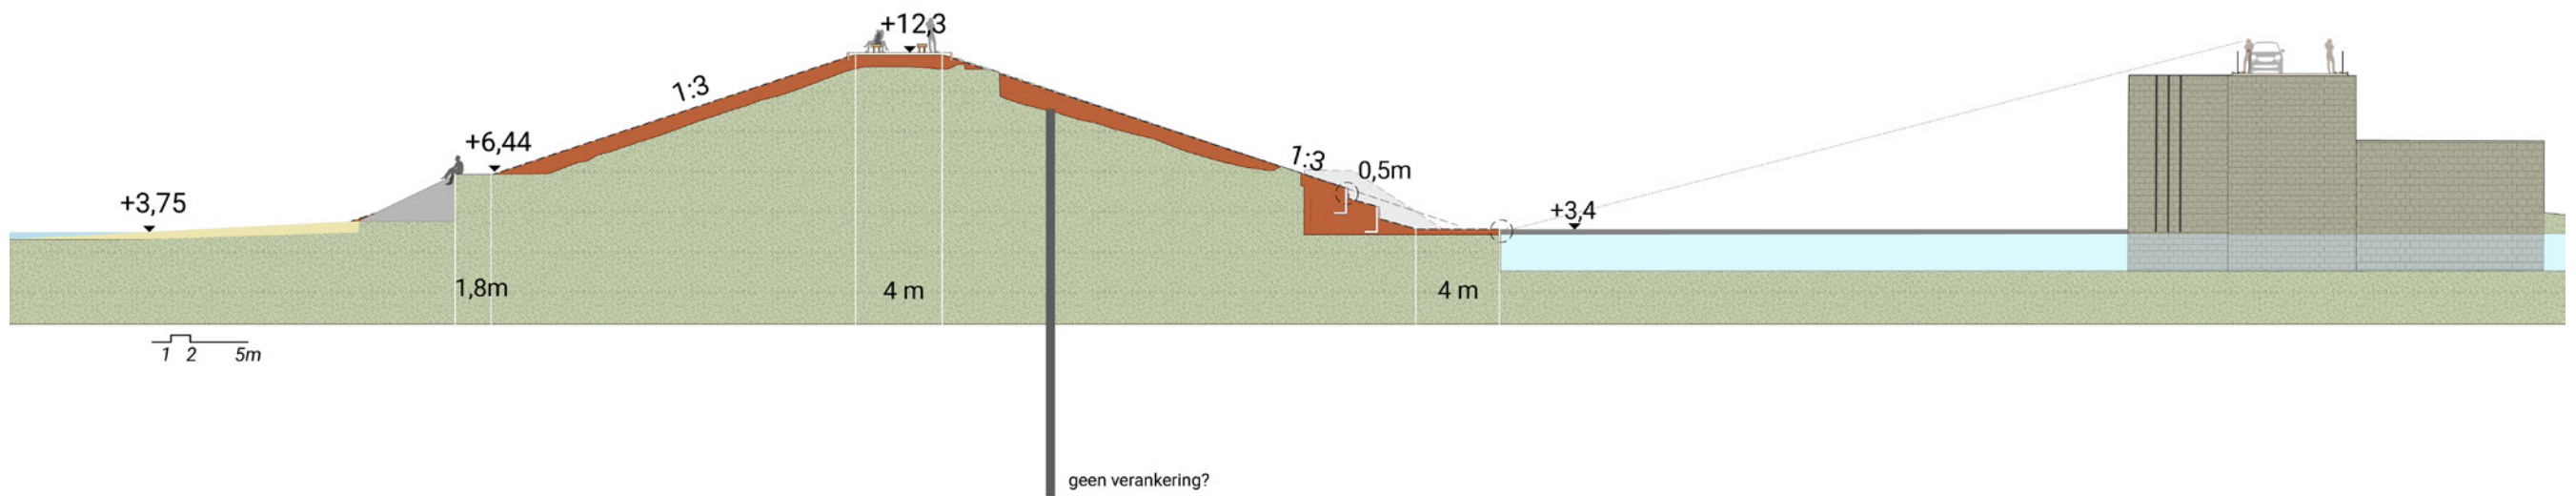 +12,3
1:3
+6,44
+3,75
1:3
0,5m
+3,4
1,8m
4 m
4 m
1 2 5m
geen verankering?